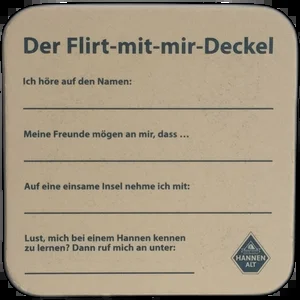 Der Flirt-mit-mir-Deckel
Ich höre auf den Namen:
Meine Freunde mögen an mir, dass ...
Auf eine einsame Insel nehme ich mit:
Lust, mich bei einem Hannen kennen
zu lernen? Dann ruf mich an unter:
HANNEN
ALT